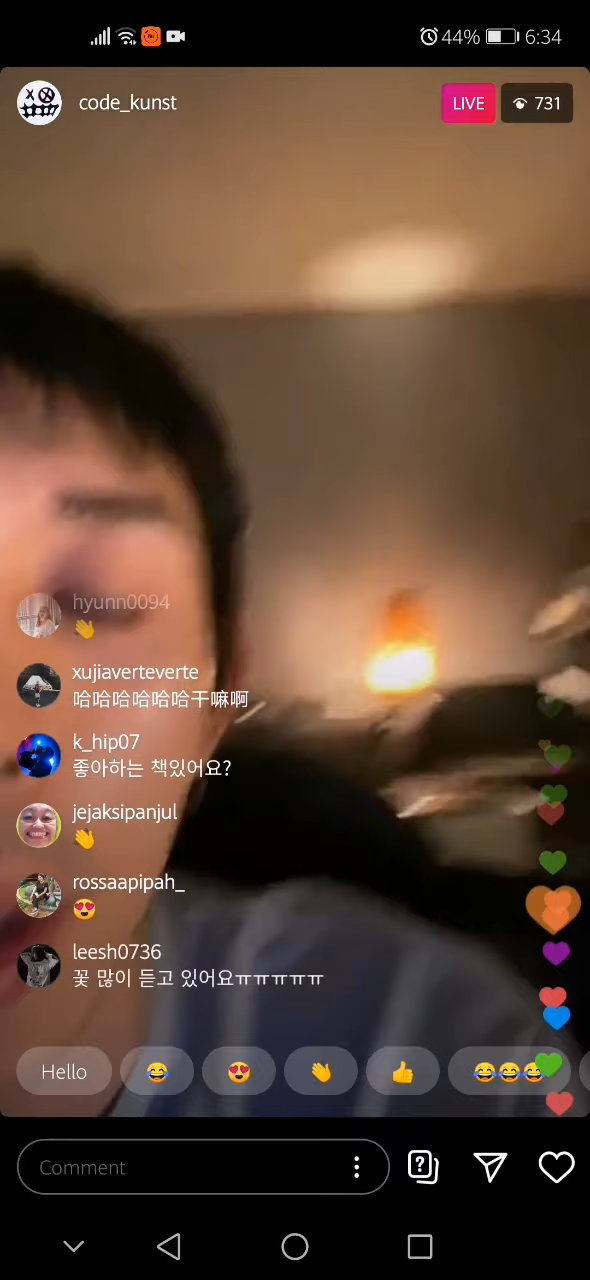 44% 6:34
code_kunst LIVE 731
hyunn0094
xujiaverteverte
哈哈哈哈哈哈干嘛啊
k_hip07
좋아하는 책있어요?
jejaksipanjul
rossaapipah_
leesh0736
꽃 많이 듣고 있어요ㅠㅠㅠㅠㅠ
Hello
Comment